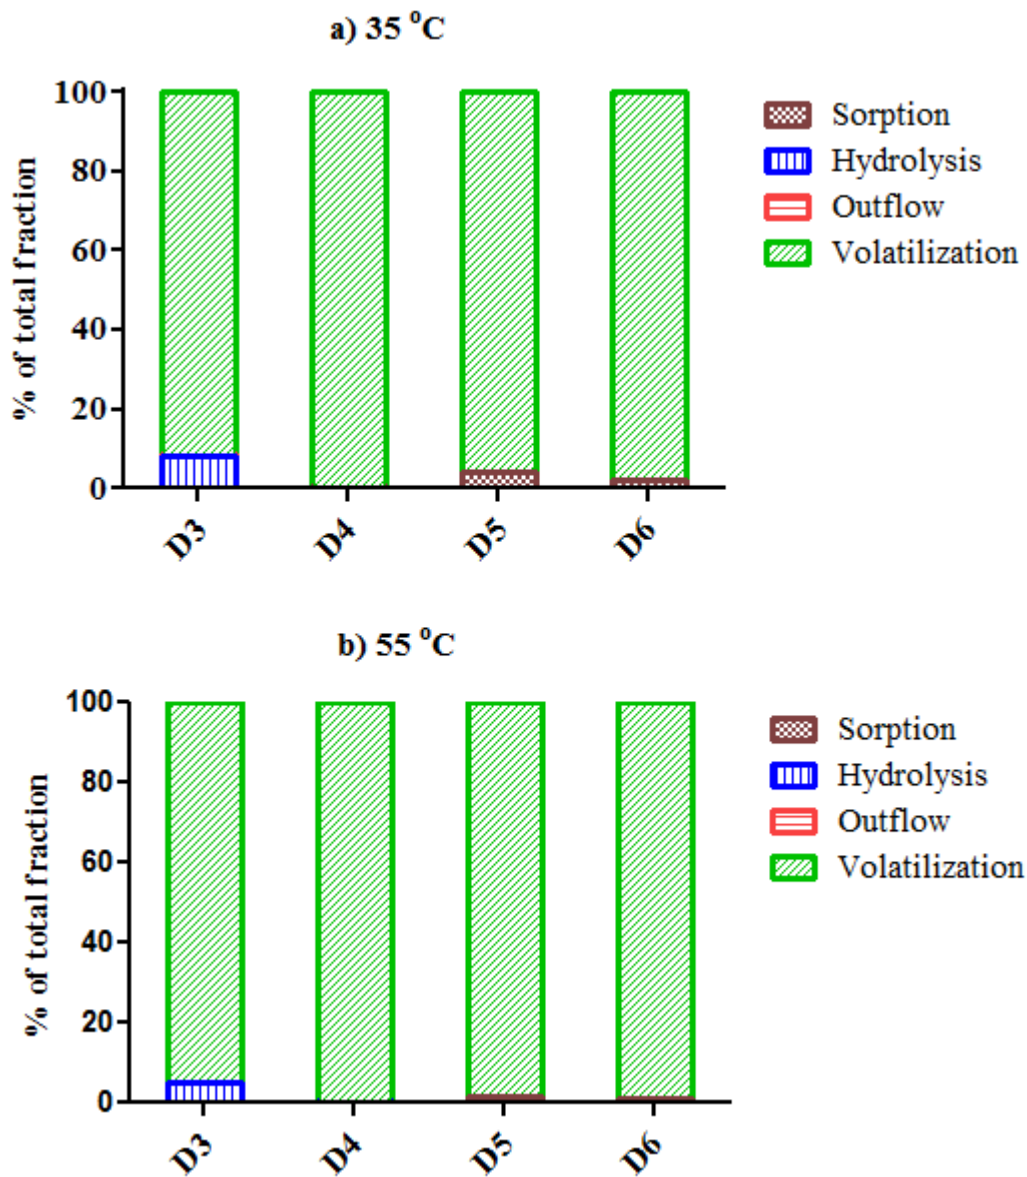 a) 35 °C
% of total fraction
100
80
60
40
20
0
D3
D4
D5
D6
Sorption
Hydrolysis
Outflow
Volatilization
b) 55 °C
% of total fraction
100
80
60
40
20
0
D3
D4
D5
D6
Sorption
Hydrolysis
Outflow
Volatilization